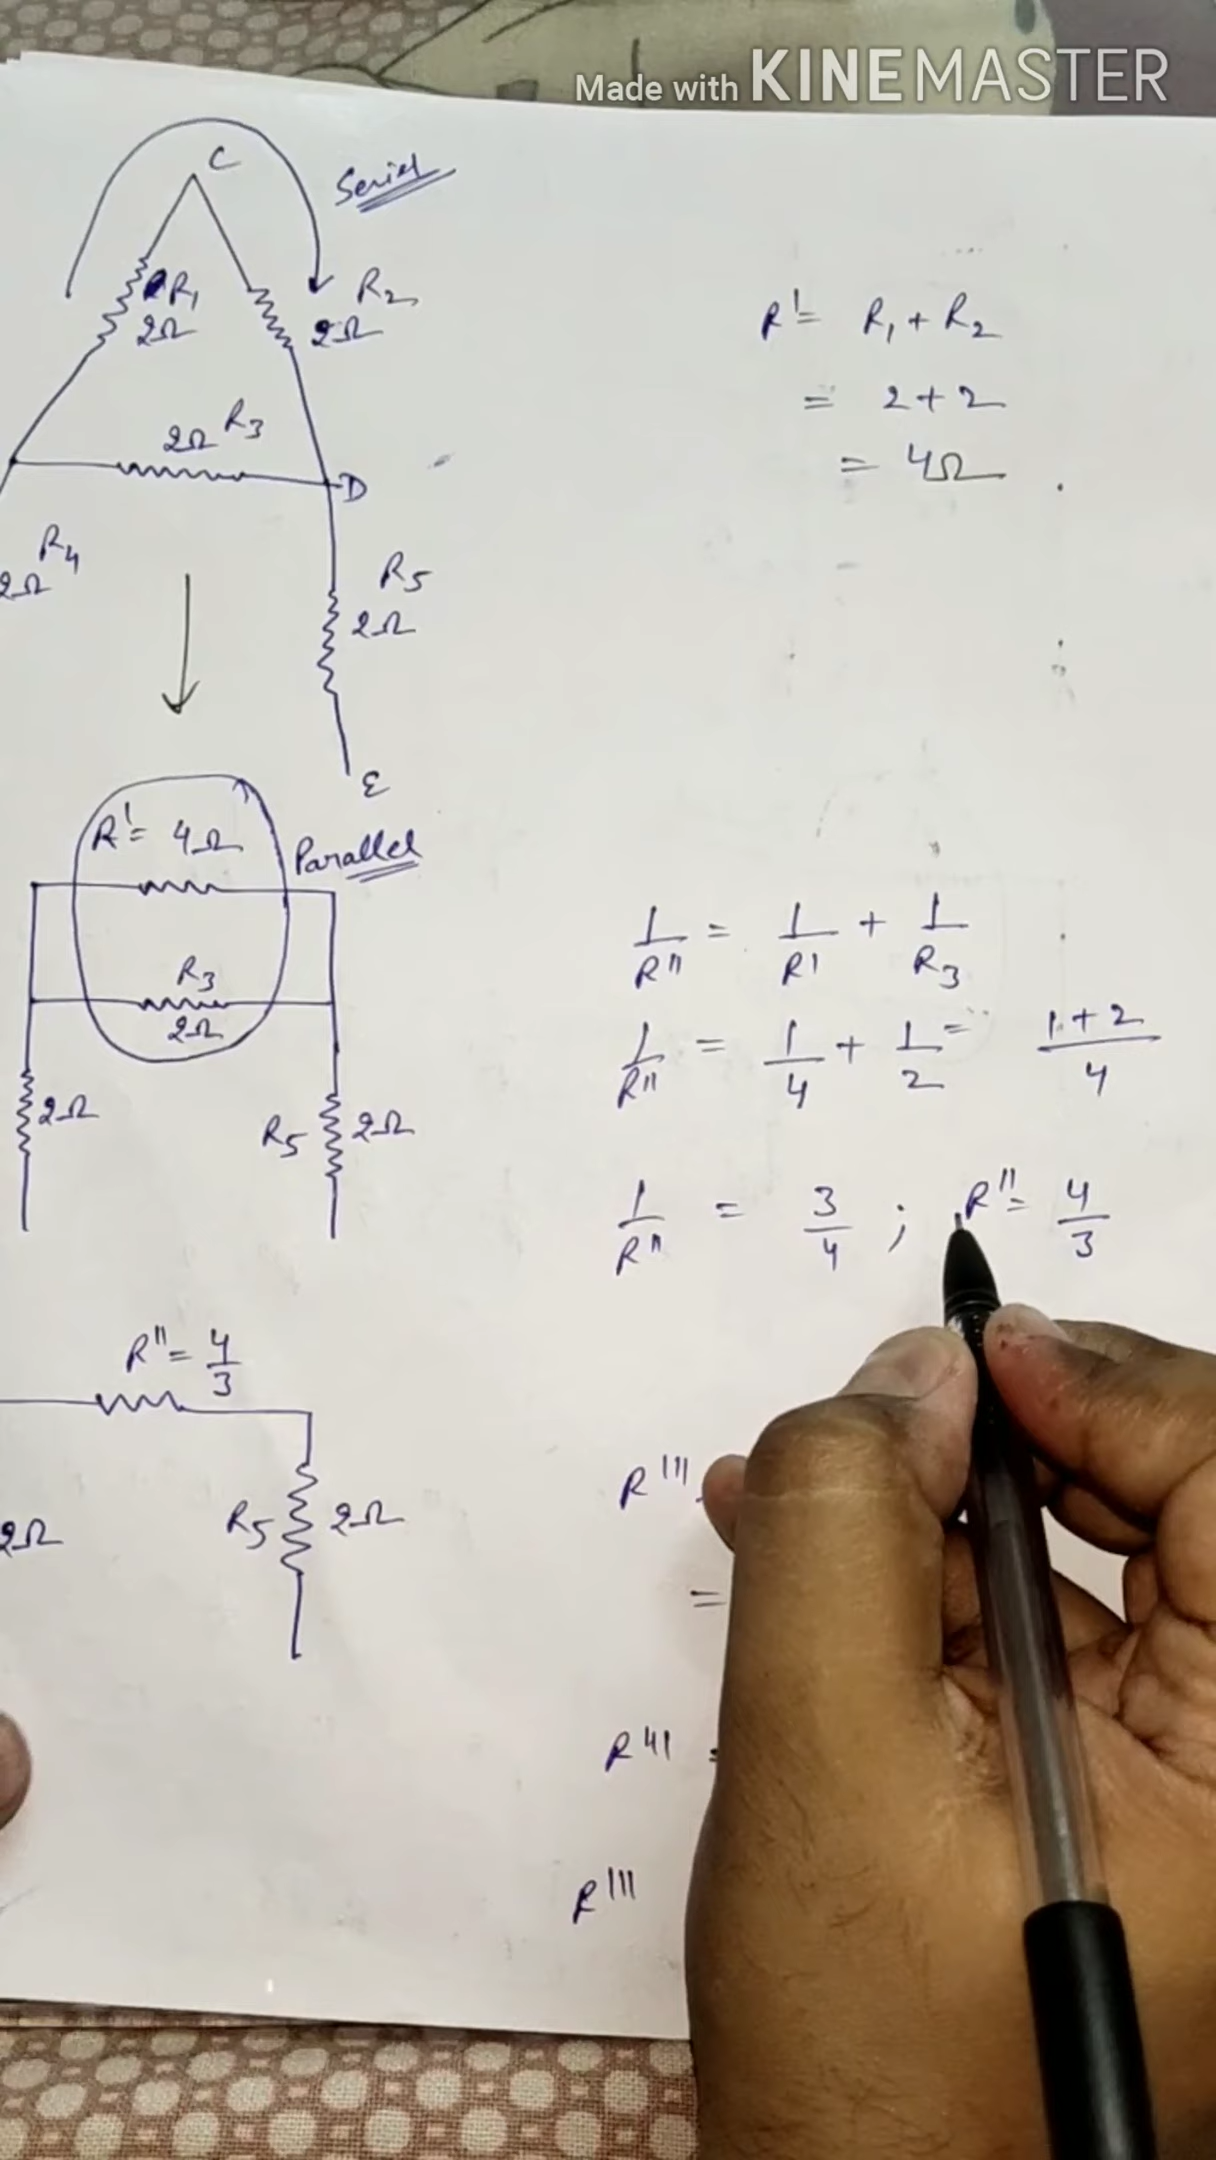 Made with KINEMASTER
C
Serial
R1
2Ω
R2
2Ω
2Ω R3
D
R4
2Ω
R5
2Ω
E
R' = 4Ω
Parallel
R3
2Ω
2Ω
R5 2Ω
R'' = 4/3
2Ω
R5 2Ω
R' = R1 + R2
= 2+2
= 4Ω
1/R'' = 1/R' + 1/R3
1/R'' = 1/4 + 1/2 = 1+2/4
1/R'' = 3/4 ; R'' = 4/3
R'''
=
R
R'''